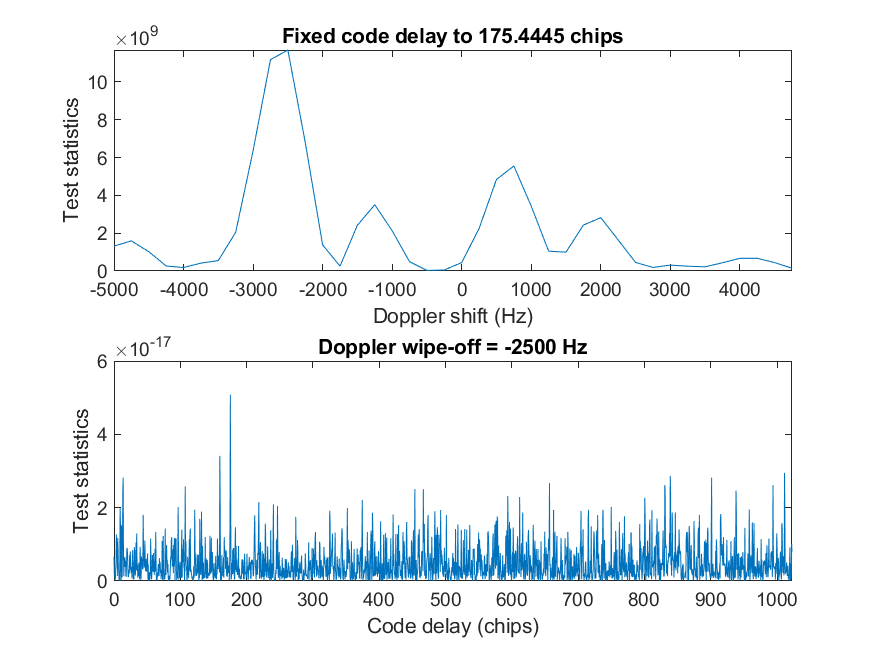 Fixed code delay to 175.4445 chips
×10^9
10
8
6
4
2
0
Test statistics
-5000 -4000 -3000 -2000 -1000 0 1000 2000 3000 4000
Doppler shift (Hz)
Doppler wipe-off = -2500 Hz
×10^-17
6
4
2
0
Test statistics
0 100 200 300 400 500 600 700 800 900 1000
Code delay (chips)